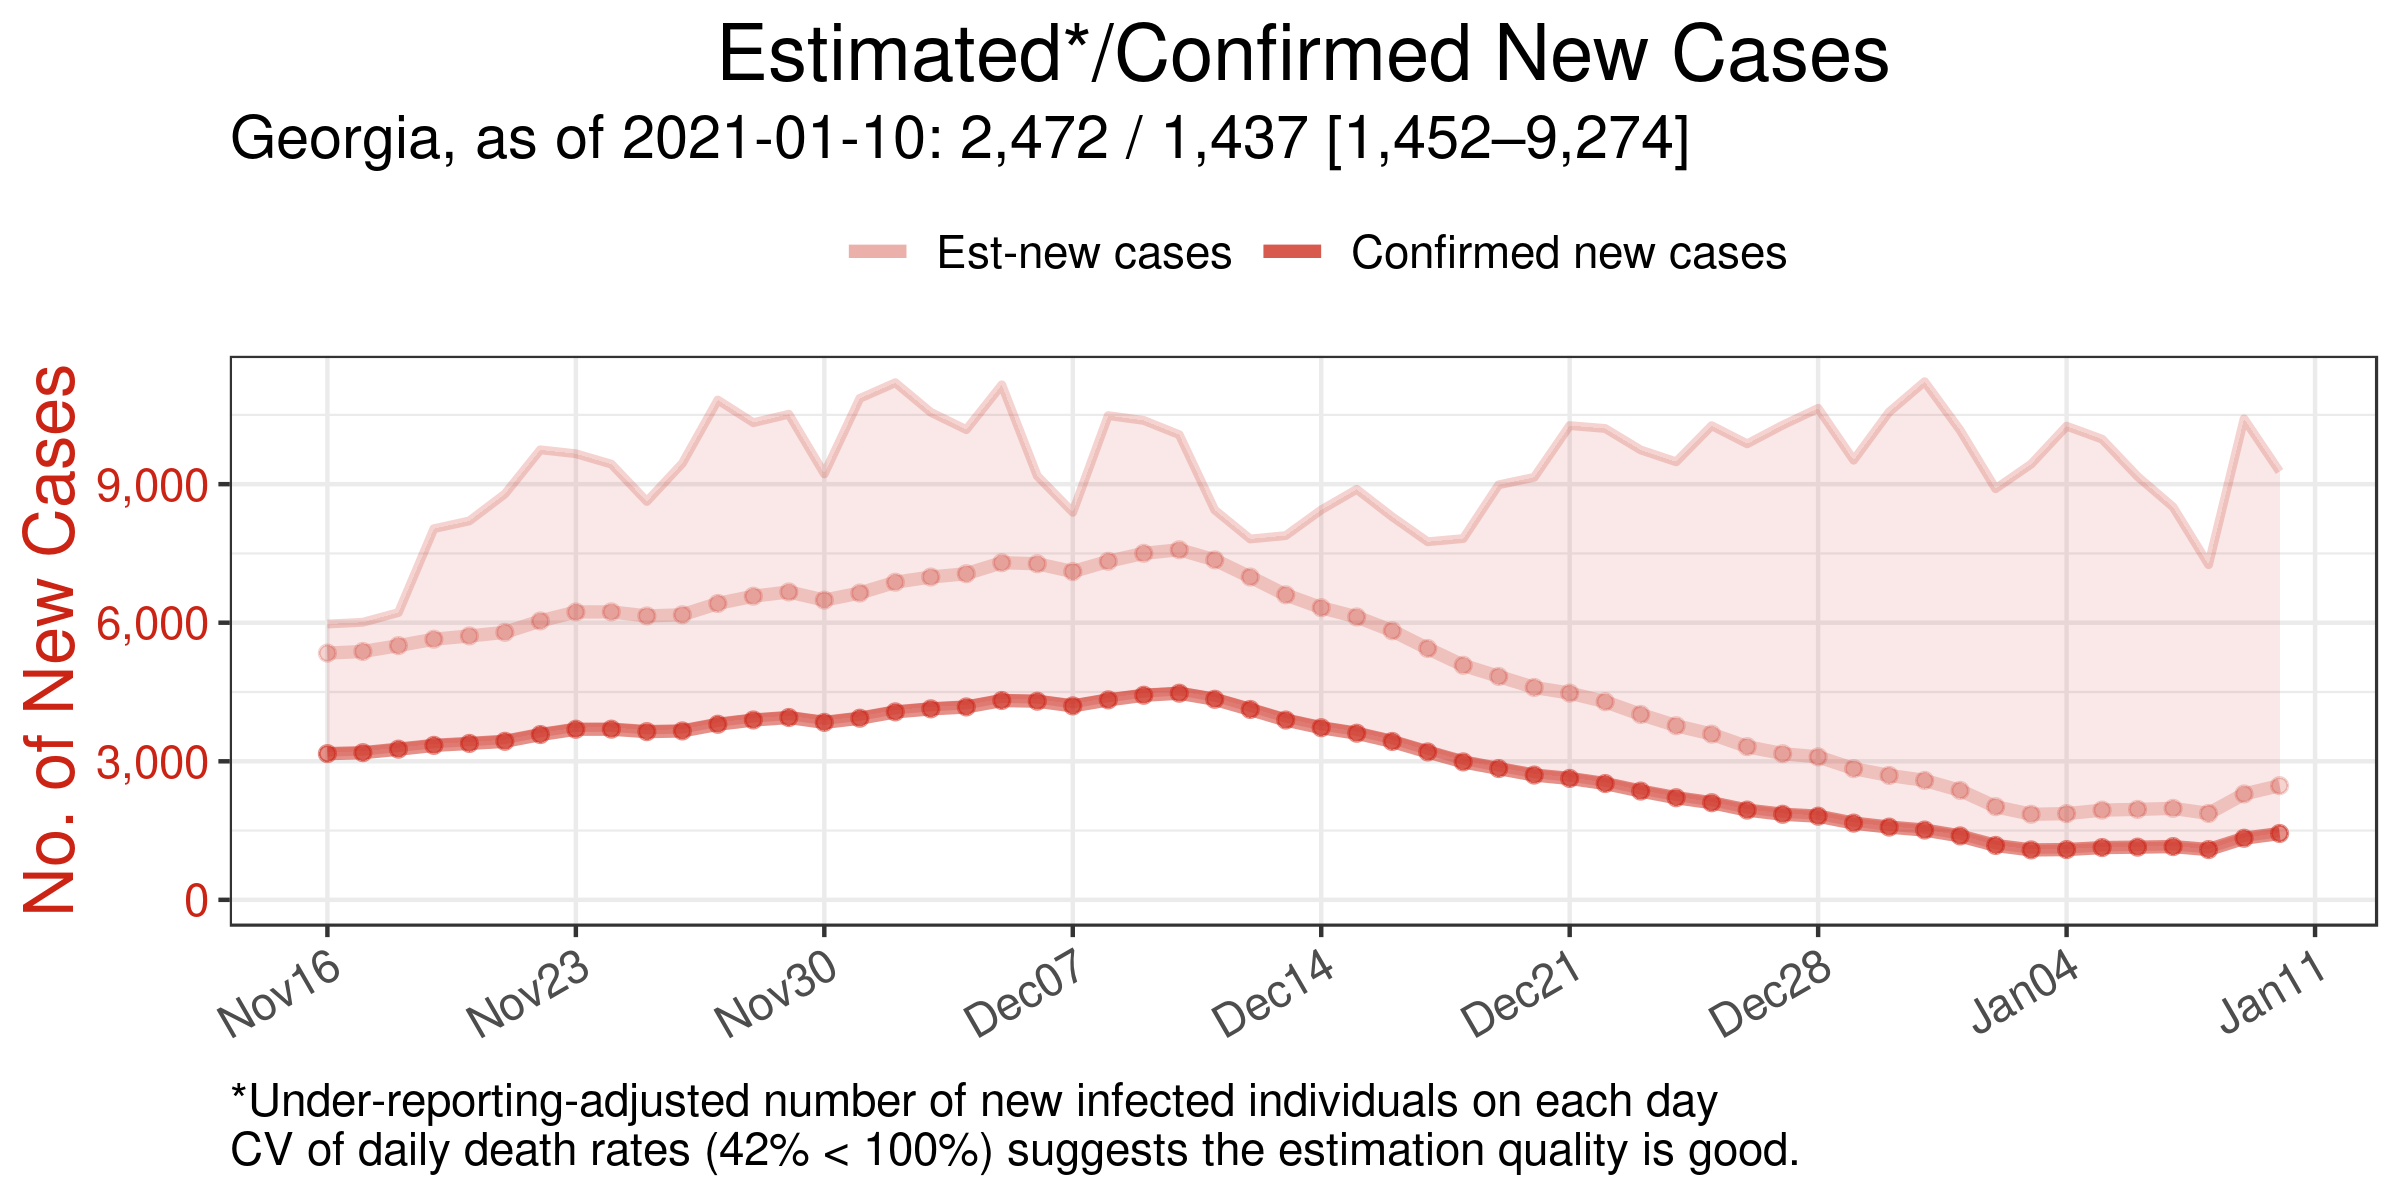 Estimated*/Confirmed New Cases
Georgia, as of 2021-01-10: 2,472 / 1,437 [1,452–9,274]
Est-new cases
Confirmed new cases
No. of New Cases
9,000
6,000
3,000
0
Nov16
Nov23
Nov30
Dec07
Dec14
Dec21
Dec28
Jan04
Jan11
*Under-reporting-adjusted number of new infected individuals on each day
CV of daily death rates (42% < 100%) suggests the estimation quality is good.